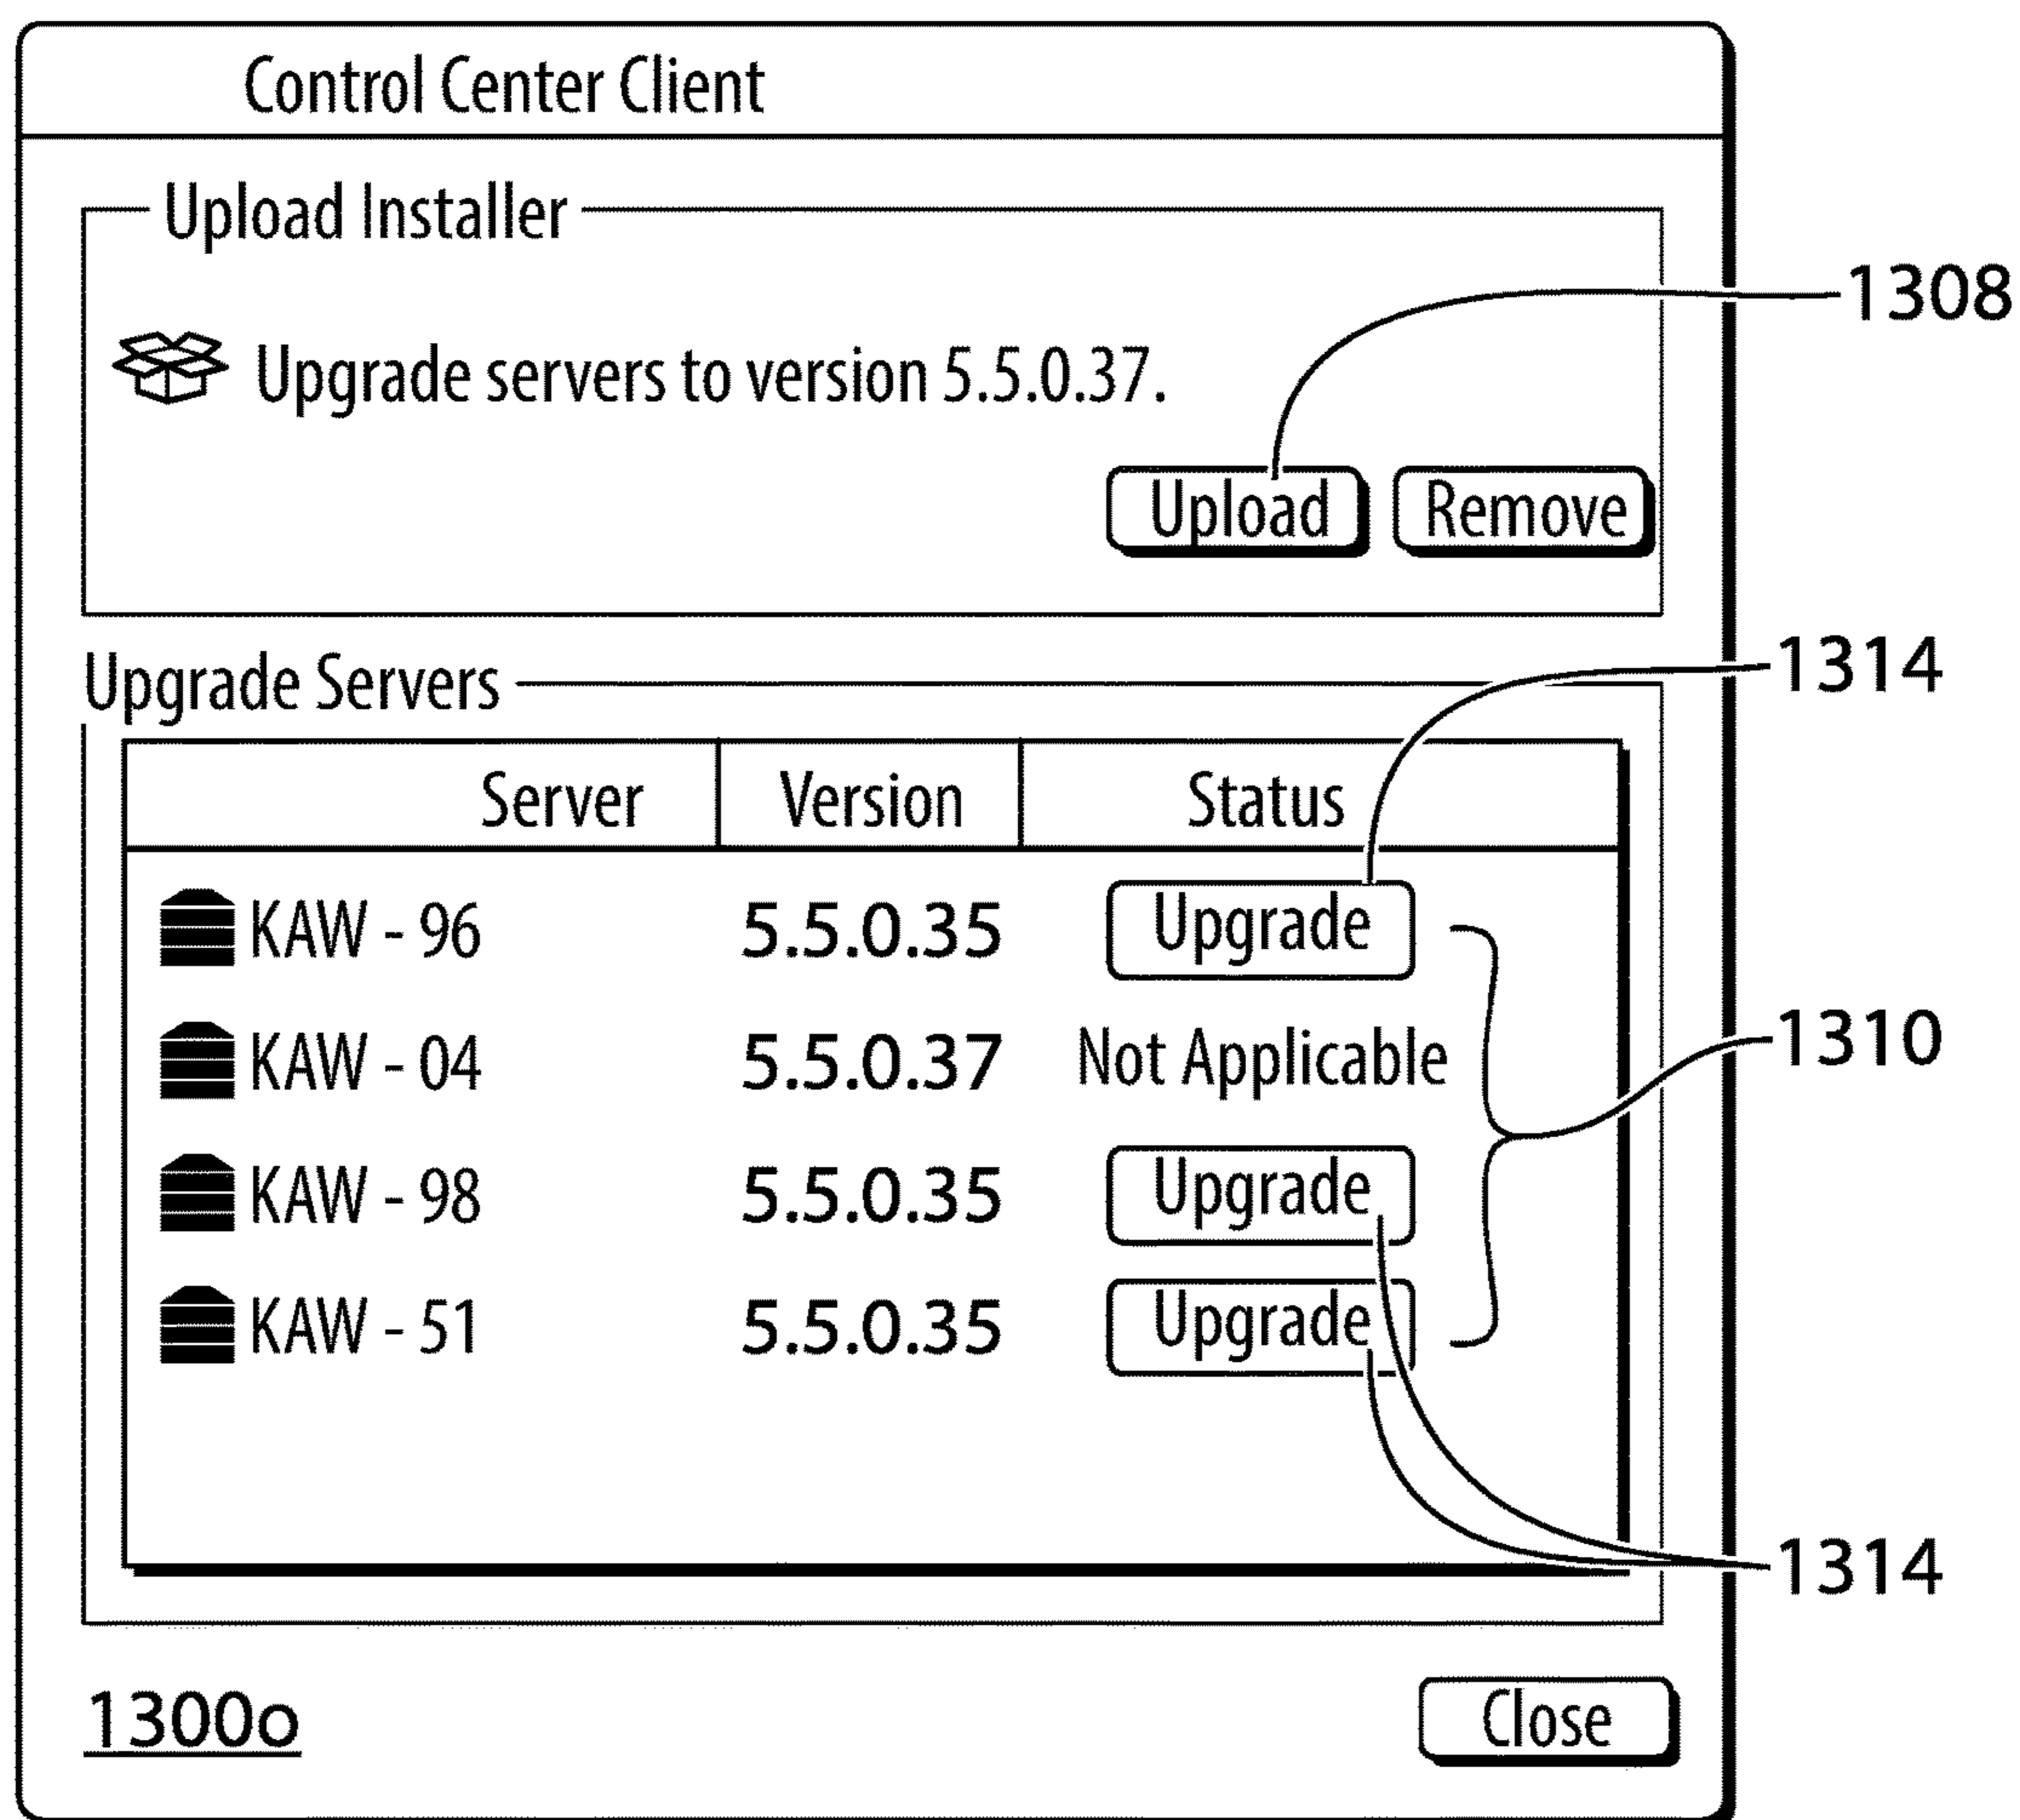 Control Center Client
Upload Installer
1308
Upgrade servers to version 5.5.0.37.
Upload Remove
1314
Upgrade Servers
Server Version Status
KAW - 96 5.5.0.35 Upgrade
KAW - 04 5.5.0.37 Not Applicable
1310
KAW - 98 5.5.0.35 Upgrade
KAW - 51 5.5.0.35 Upgrade
1314
1300o Close